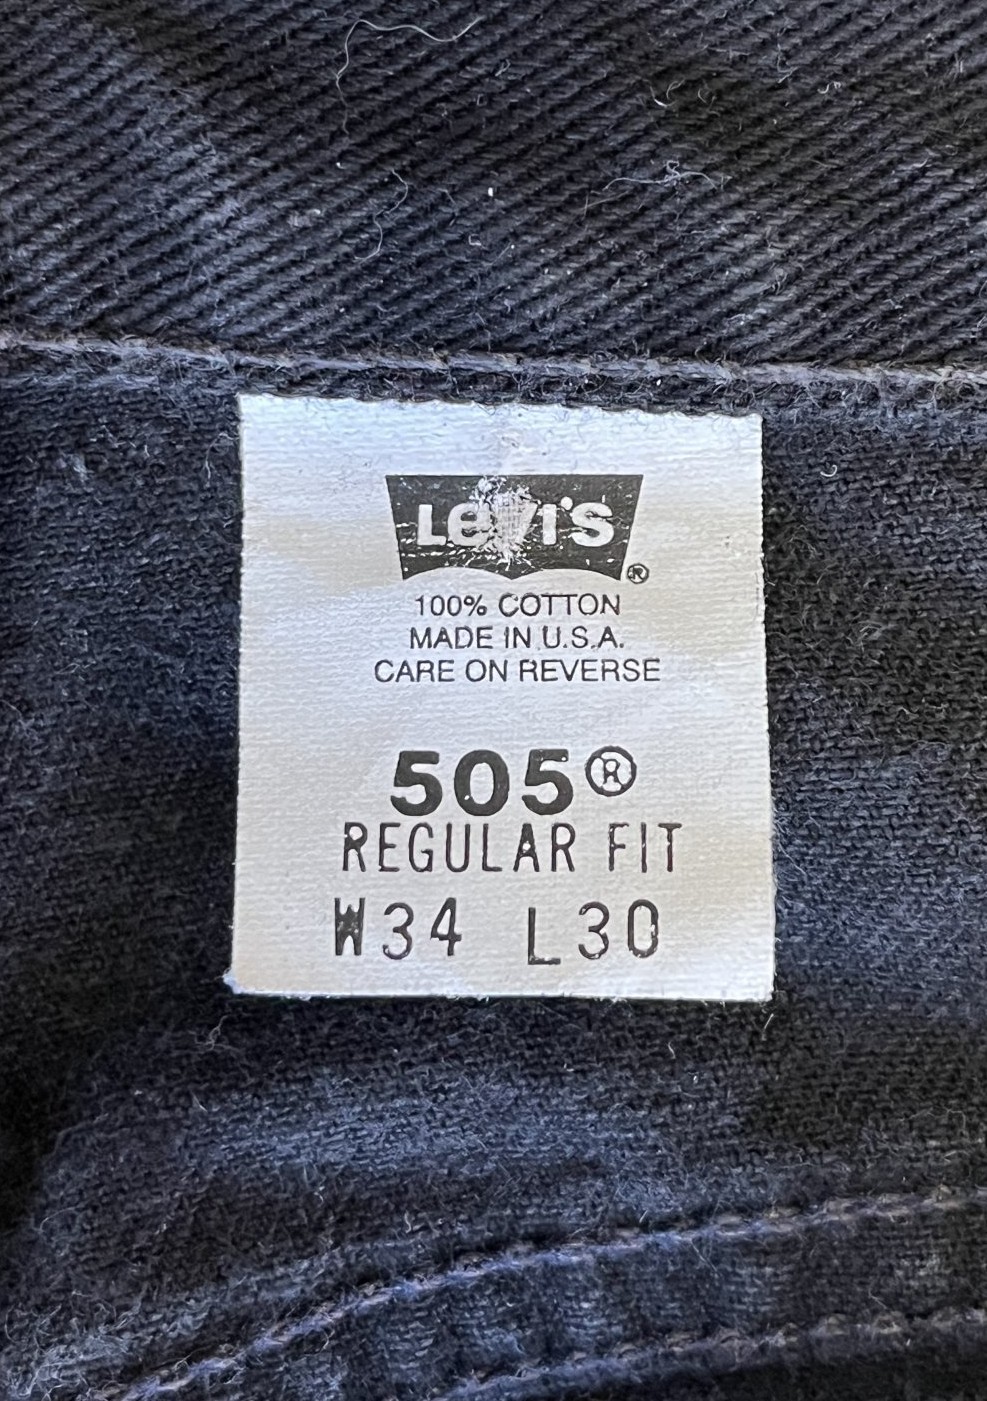 Levi's ®
100% COTTON
MADE IN U.S.A.
CARE ON REVERSE
505®
REGULAR FIT
W34 L30